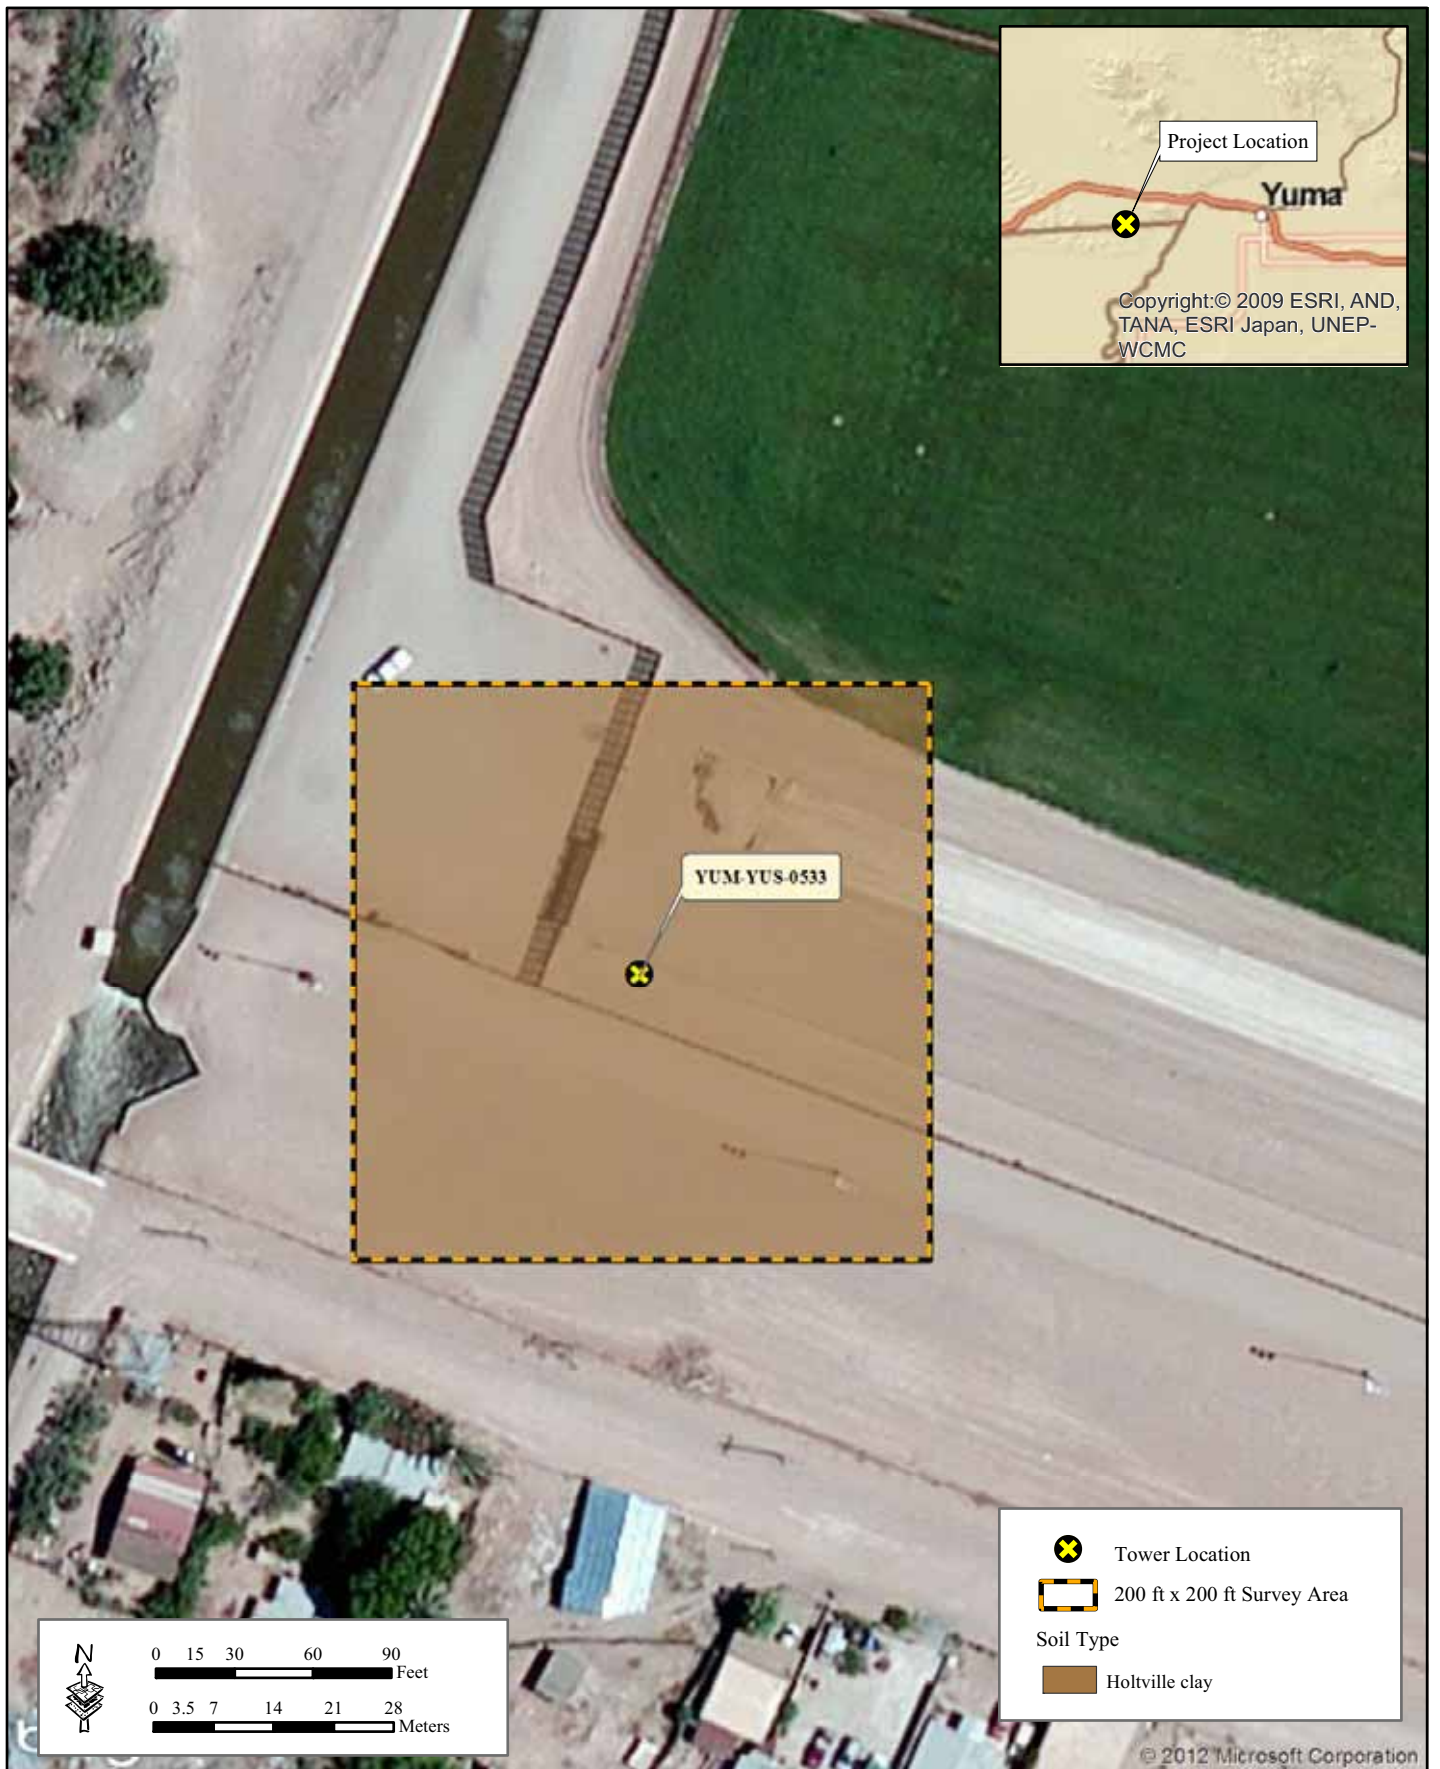 Project Location
Yuma
Copyright:© 2009 ESRI, AND,
TANA, ESRI Japan, UNEP-
WCMC
YUM-YUS-0533
Tower Location
200 ft x 200 ft Survey Area
Soil Type
Holtville clay
N
0 15 30 60 90
Feet
0 3.5 7 14 21 28
Meters
© 2012 Microsoft Corporation